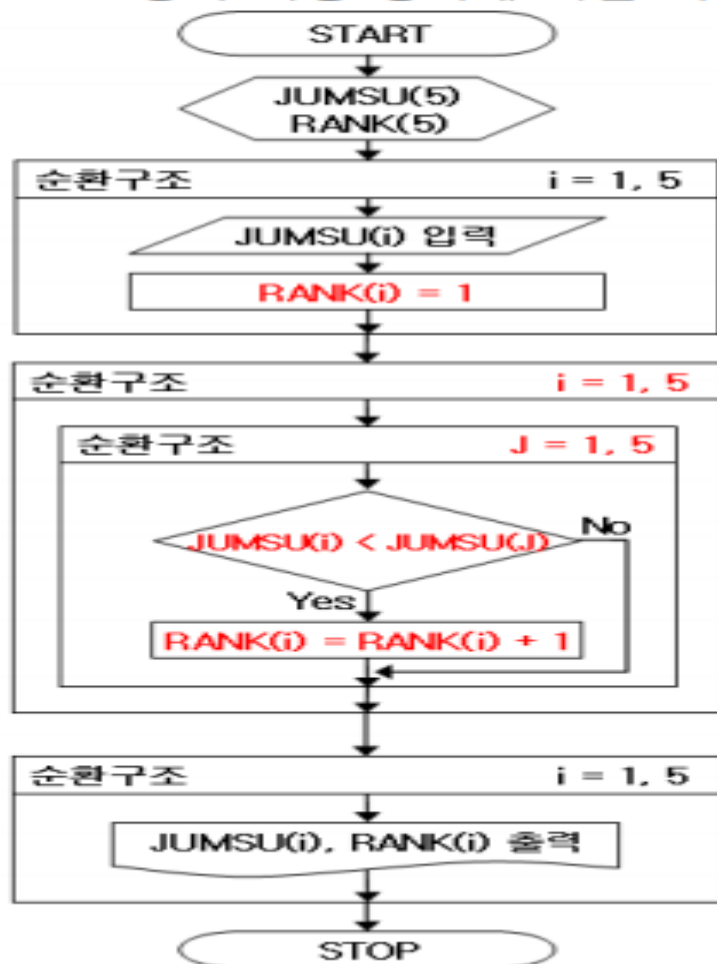 START
JUMSU(5)
RANK(5)
순환구조 i = 1, 5
JUMSU(i) 입력
RANK(i) = 1
순환구조 i = 1, 5
순환구조 J = 1, 5
JUMSU(i) < JUMSU(J)
No
Yes
RANK(i) = RANK(i) + 1
순환구조 i = 1, 5
JUMSU(i), RANK(i) 출력
STOP